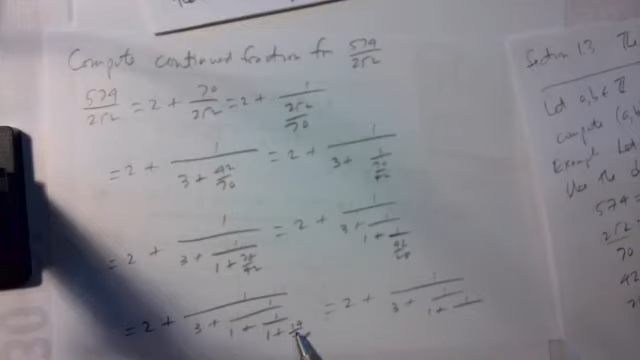 Compute continued fraction for 574/252
574/252 = 2 + 70/252 = 2 + 1/(252/70)
= 2 + 1/(3 + 42/70) = 2 + 1/(3 + 1/(70/42))
= 2 + 1/(3 + 1/(1 + 28/42)) = 2 + 1/(3 + 1/(1 + 1/(42/28)))
= 2 + 1/(3 + 1/(1 + 1/(1 + = 2 + 1/(3 + 1/(1 + 1/
Section 1.3 The
Let a, b ∈ ℤ
compute (a, b
Example Let
Use the
574 =
252 =
70
42